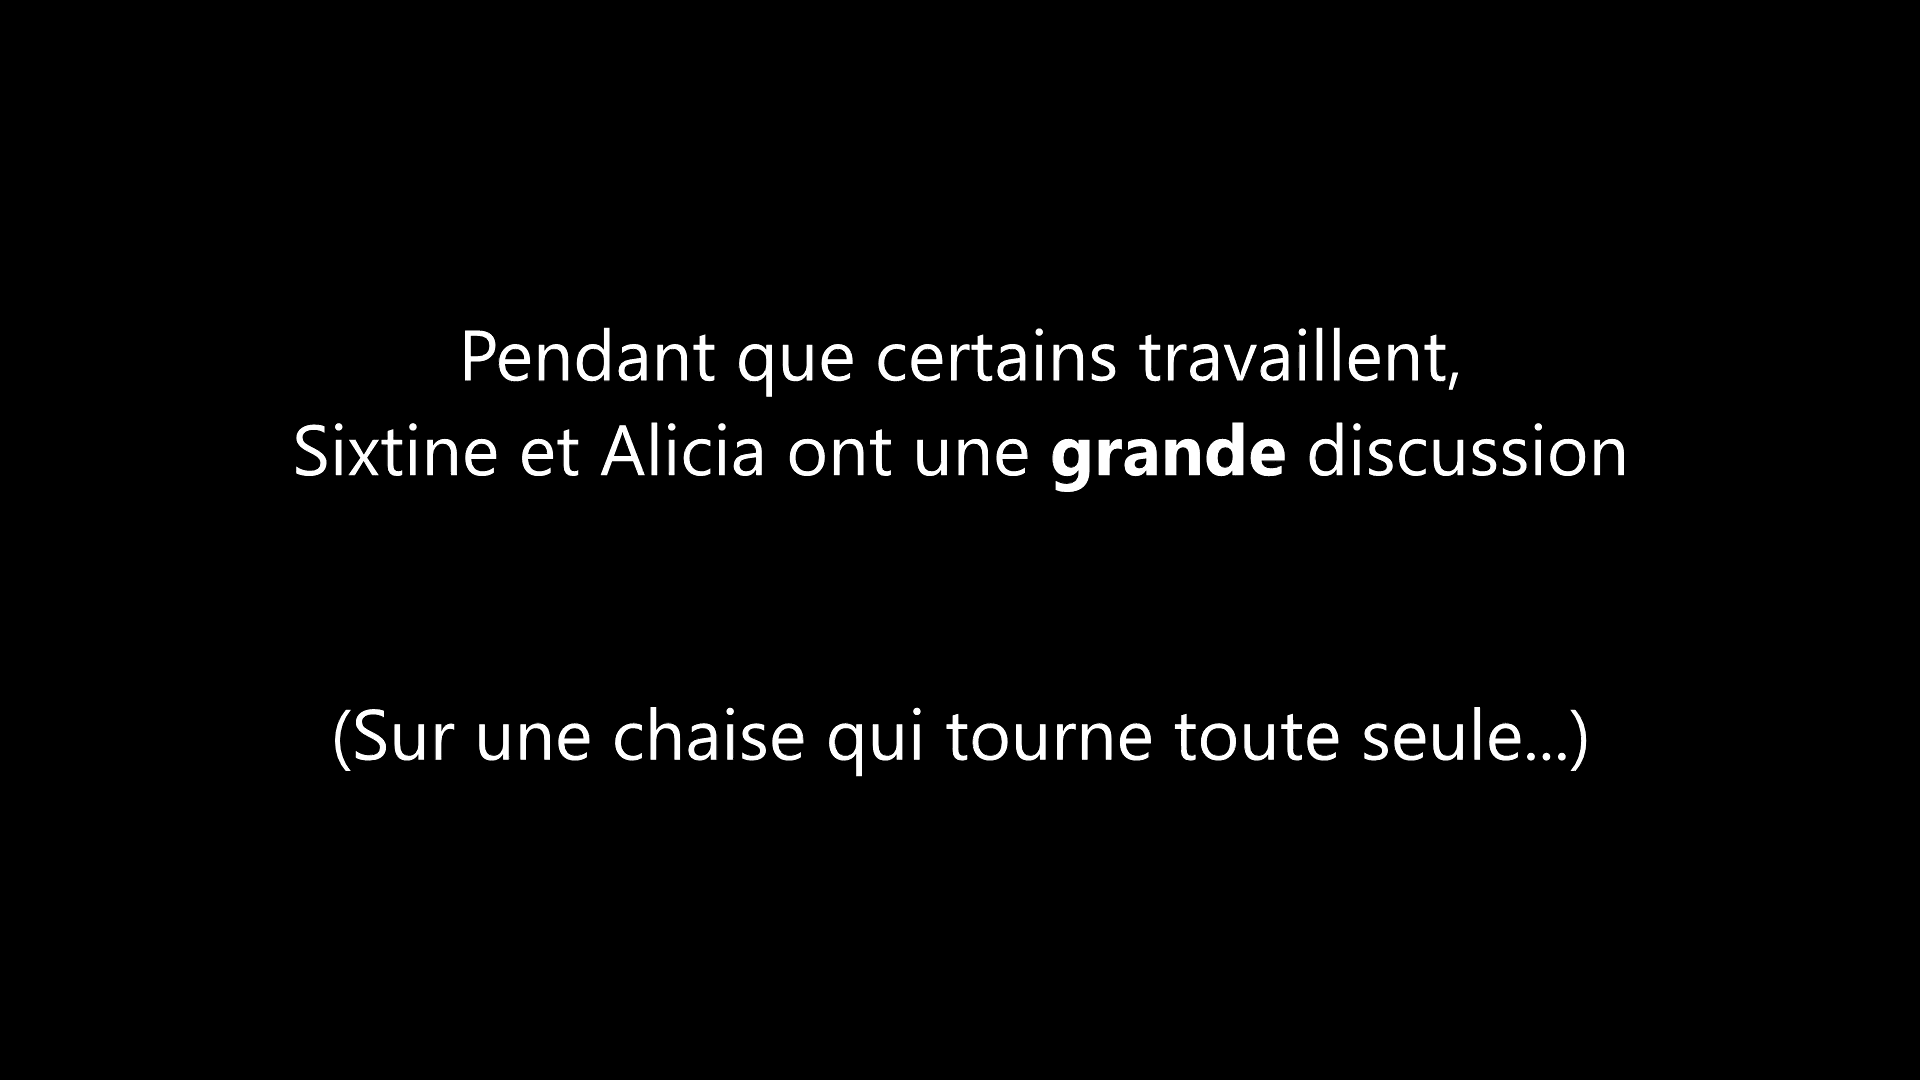 Pendant que certains travaillent,
Sixtine et Alicia ont une grande discussion
(Sur une chaise qui tourne toute seule...)